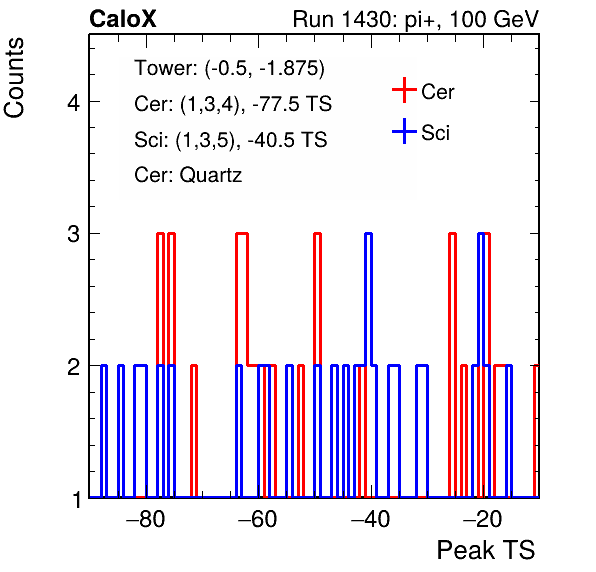 CaloX Run 1430: pi+, 100 GeV
Counts
Tower: (-0.5, -1.875)
Cer: (1,3,4), -77.5 TS
Sci: (1,3,5), -40.5 TS
Cer: Quartz
Cer
Sci
4
3
2
1
−80 −60 −40 −20
Peak TS